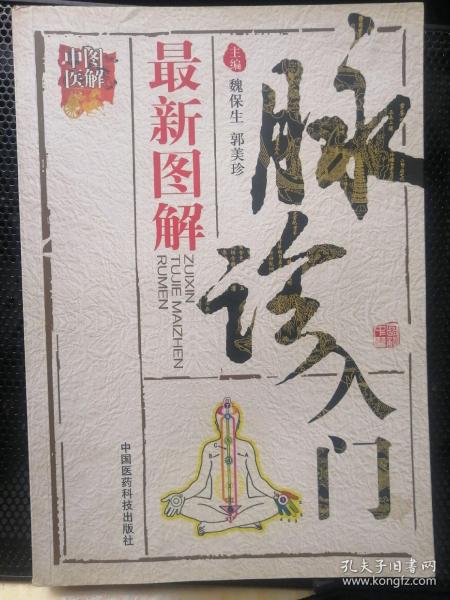 图解
中医
最新图解
ZUIXIN
TUJIE MAIZHEN
RUMEN
主编
魏保生 郭美珍
脉诊入门
中国医药科技出版社
孔夫子旧书网
www.kongfz.com